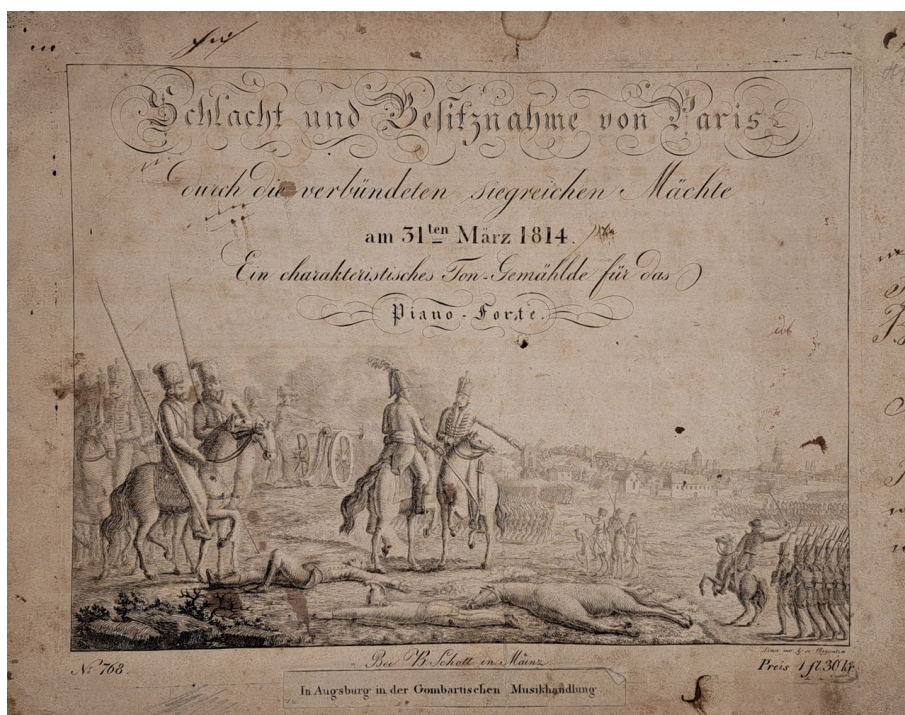 Schlacht und Besitznahme von Paris
durch die verbündeten siegreichen Mächte
am 31ten März 1814.
Ein charakteristisches Ton-Gemählde für das
Piano-Forte.
No 768
Bei B. Schott in Mainz
Preis 1 fl. 30 kr.
In Augsburg in der Gombartischen Musikhandlung.